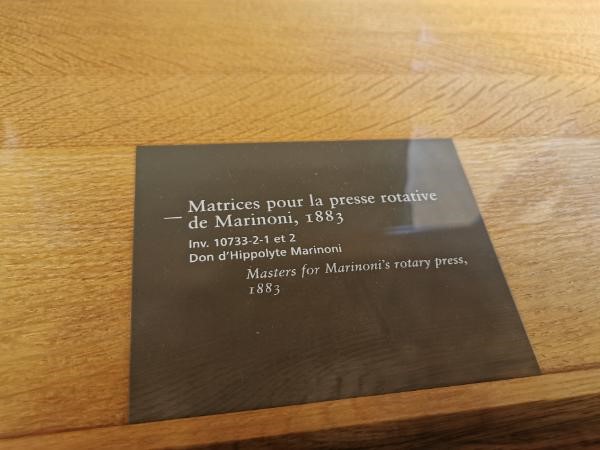 — Matrices pour la presse rotative
de Marinoni, 1883
Inv. 10733-2-1 et 2
Don d'Hippolyte Marinoni
Masters for Marinoni's rotary press,
1883